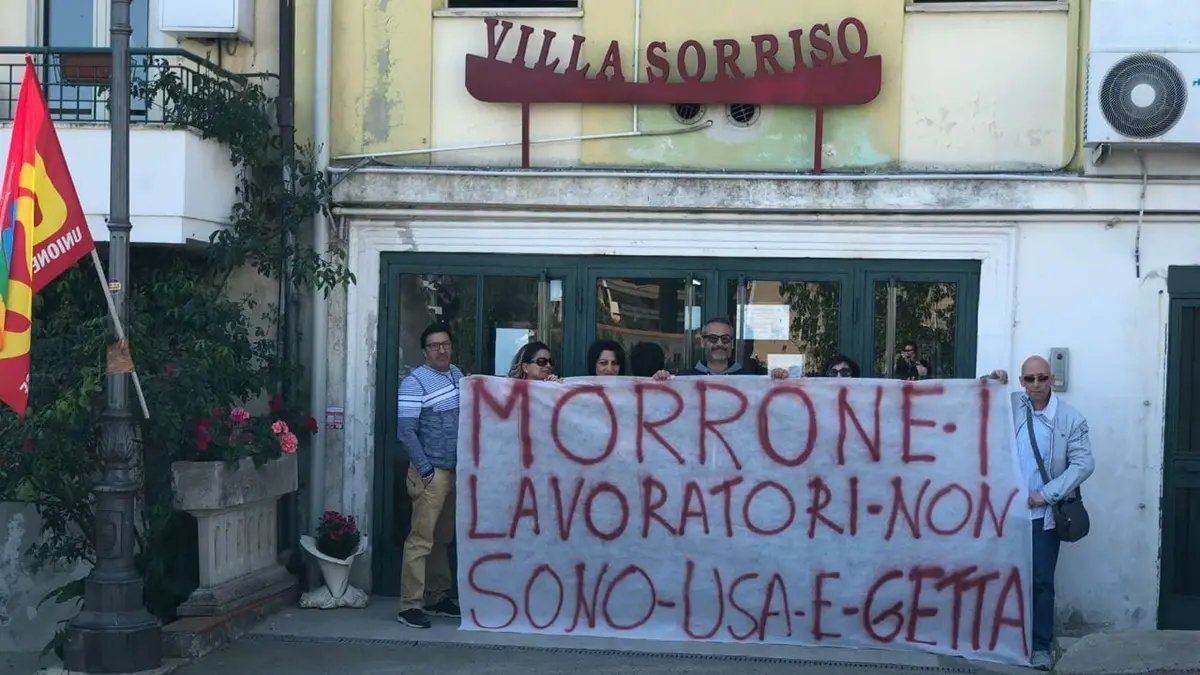 VILLA SORRISO
UNIONE
MORRONE·I
LAVORATORI-NON
SONO-USA-E-GETTA